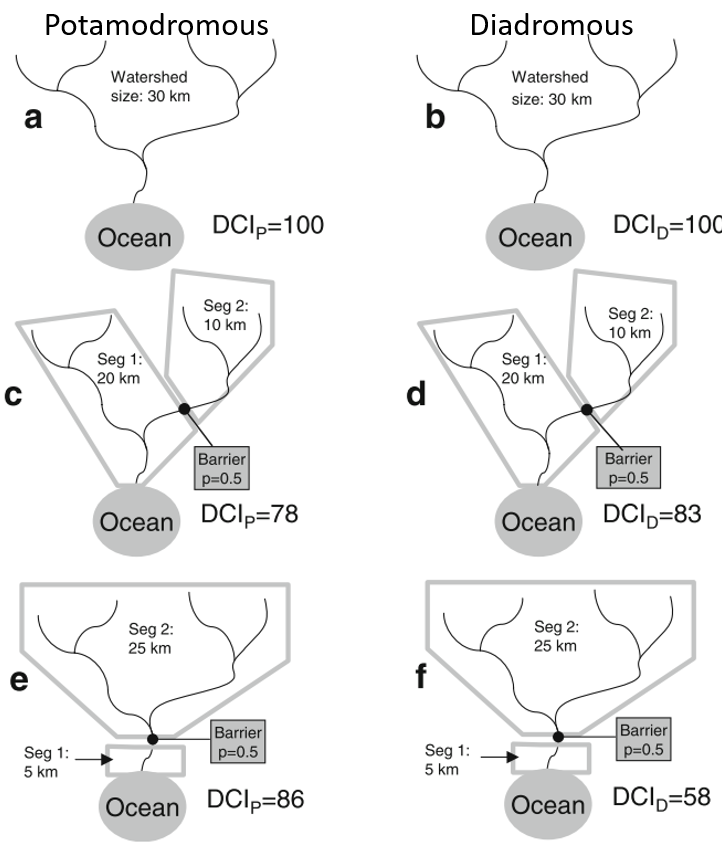 Potamodromous
Diadromous
Watershed
size: 30 km
a
Ocean
DCIP=100
Watershed
size: 30 km
b
Ocean
DCID=100
Seg 2:
10 km
Seg 1:
20 km
c
Barrier
p=0.5
Ocean
DCIP=78
Seg 2:
10 km
Seg 1:
20 km
d
Barrier
p=0.5
Ocean
DCID=83
Seg 2:
25 km
e
Barrier
p=0.5
Seg 1:
5 km
Ocean
DCIP=86
Seg 2:
25 km
f
Barrier
p=0.5
Seg 1:
5 km
Ocean
DCID=58